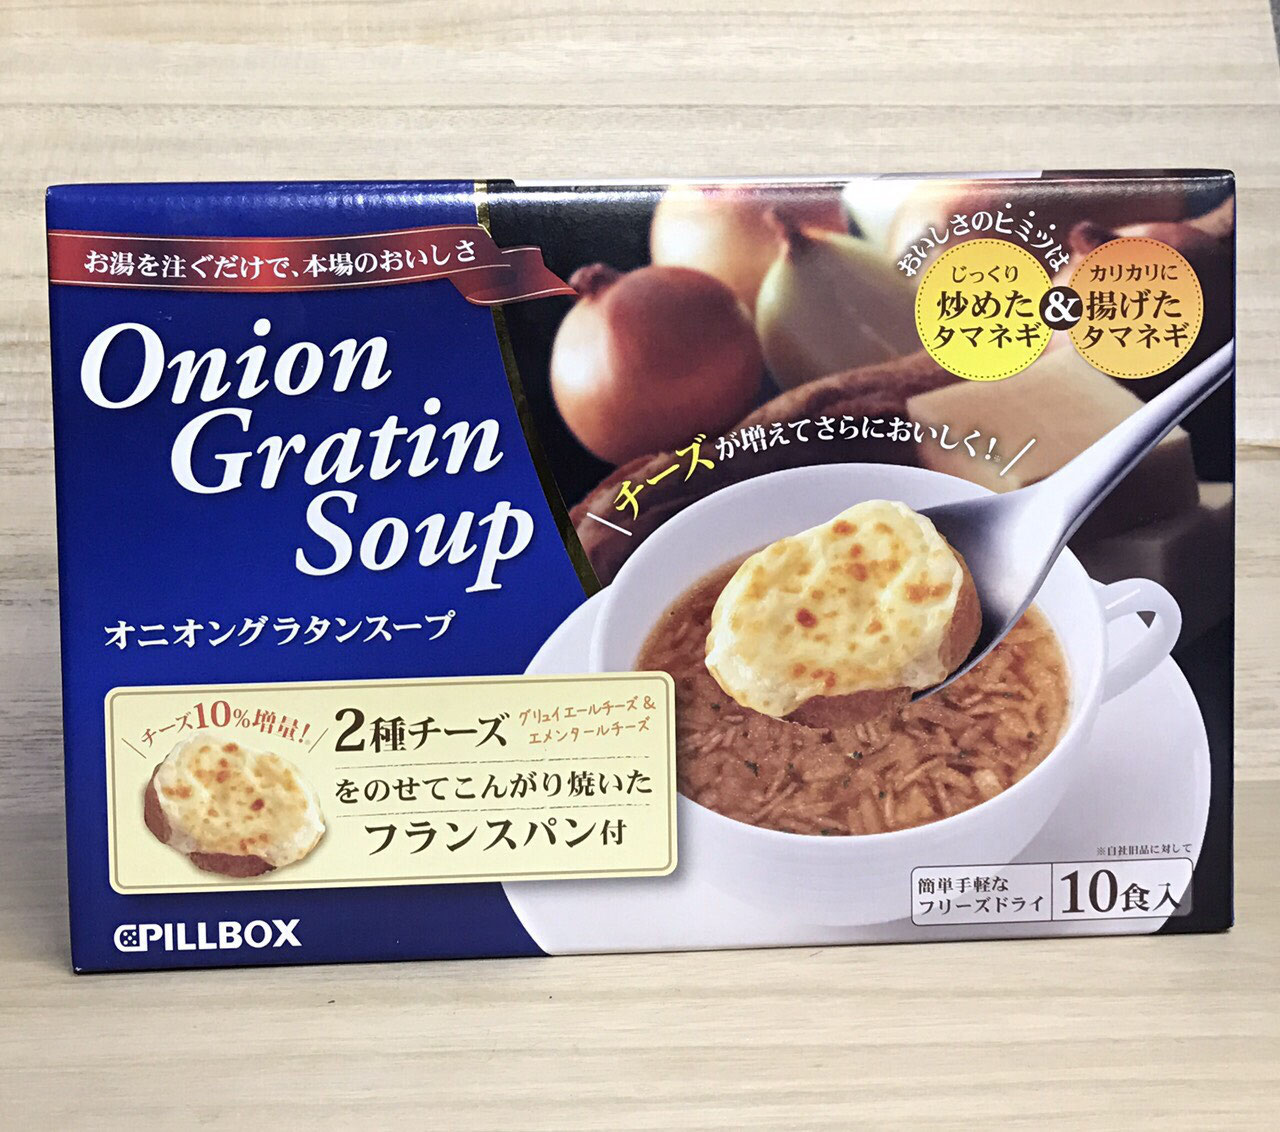 お湯を注ぐだけで、本場のおいしさ
Onion
Gratin
Soup
オニオングラタンスープ
おいしさのヒミツは
じっくり
炒めた
タマネギ
&
カリカリに
揚げた
タマネギ
チーズが増えてさらにおいしく!※
チーズ10%増量!※
2種チーズ
グリュイエールチーズ&
エメンタールチーズ
をのせてこんがり焼いた
フランスパン付
PILLBOX
※自社旧品に対して
簡単手軽な
フリーズドライ
10食入